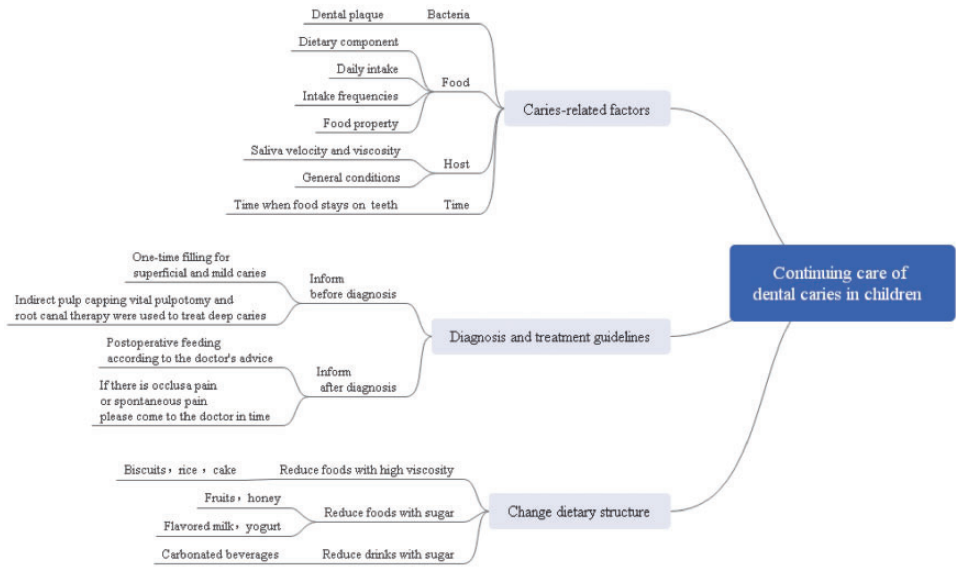 Dental plaque
Bacteria
Dietary component
Daily intake
Intake frequencies
Food property
Food
Saliva velocity and viscosity
General conditions
Host
Time when food stays on teeth
Time
Caries-related factors
One-time filling for
superficial and mild caries
Indirect pulp capping vital pulpotomy and
root canal therapy were used to treat deep caries
Inform
before diagnosis
Postoperative feeding
according to the doctor's advice
If there is occlusa pain
or spontaneous pain
please come to the doctor in time
Inform
after diagnosis
Diagnosis and treatment guidelines
Biscuits，rice，cake
Reduce foods with high viscosity
Fruits，honey
Flavored milk，yogurt
Reduce foods with sugar
Carbonated beverages
Reduce drinks with sugar
Change dietary structure
Continuing care of
dental caries in children